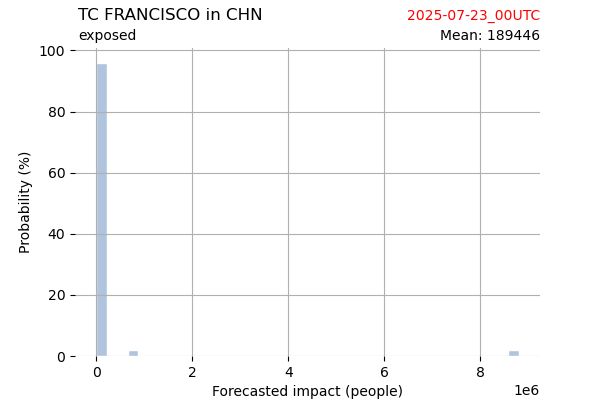 TC FRANCISCO in CHN
2025-07-23_00UTC
exposed
Mean: 189446
100
80
60
40
20
0
Probability (%)
0 2 4 6 8
1e6
Forecasted impact (people)